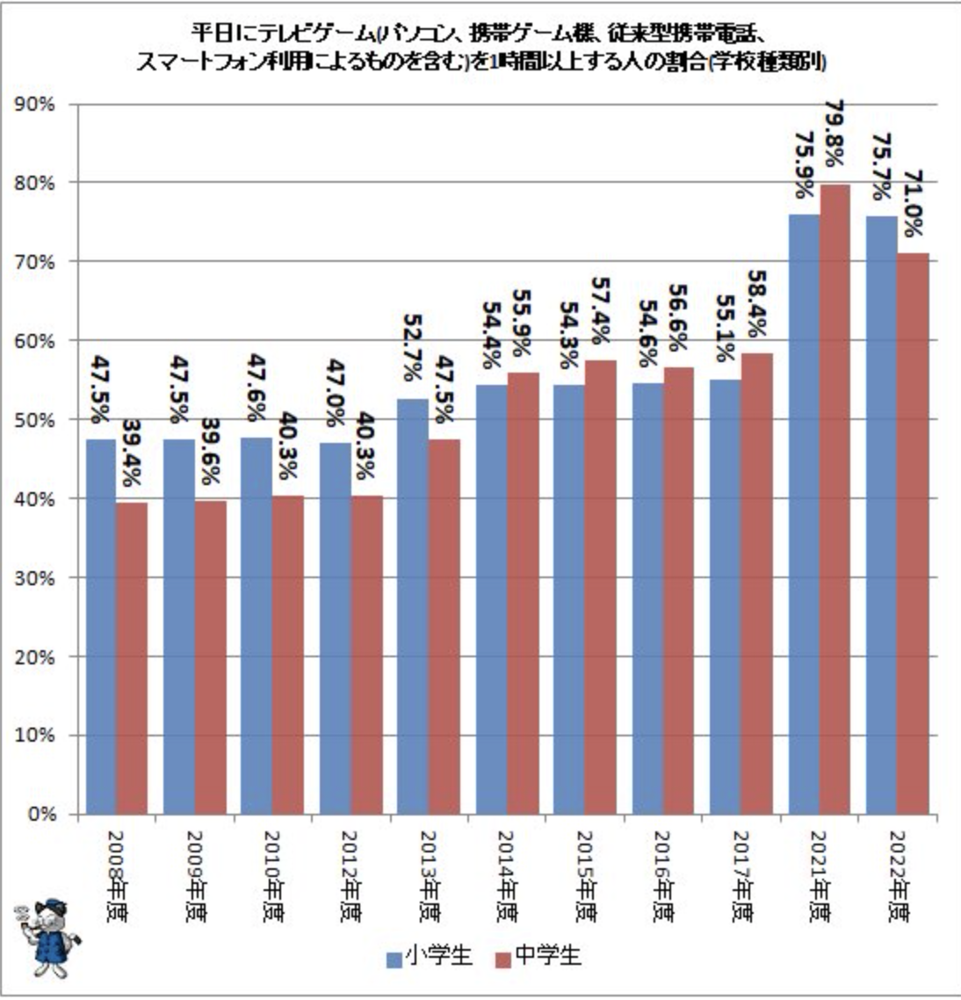 平日にテレビゲーム(パソコン、携帯ゲーム機、従来型携帯電話、
スマートフォン利用によるものを含む)を1時間以上する人の割合(学校種類別)
90%
80%
70%
60%
50%
40%
30%
20%
10%
0%
47.5%
39.4%
47.5%
39.6%
47.6%
40.3%
47.0%
40.3%
52.7%
47.5%
54.4%
55.9%
54.3%
57.4%
54.6%
56.6%
55.1%
58.4%
75.9%
79.8%
75.7%
71.0%
2008年度
2009年度
2010年度
2012年度
2013年度
2014年度
2015年度
2016年度
2017年度
2021年度
2022年度
小学生
中学生